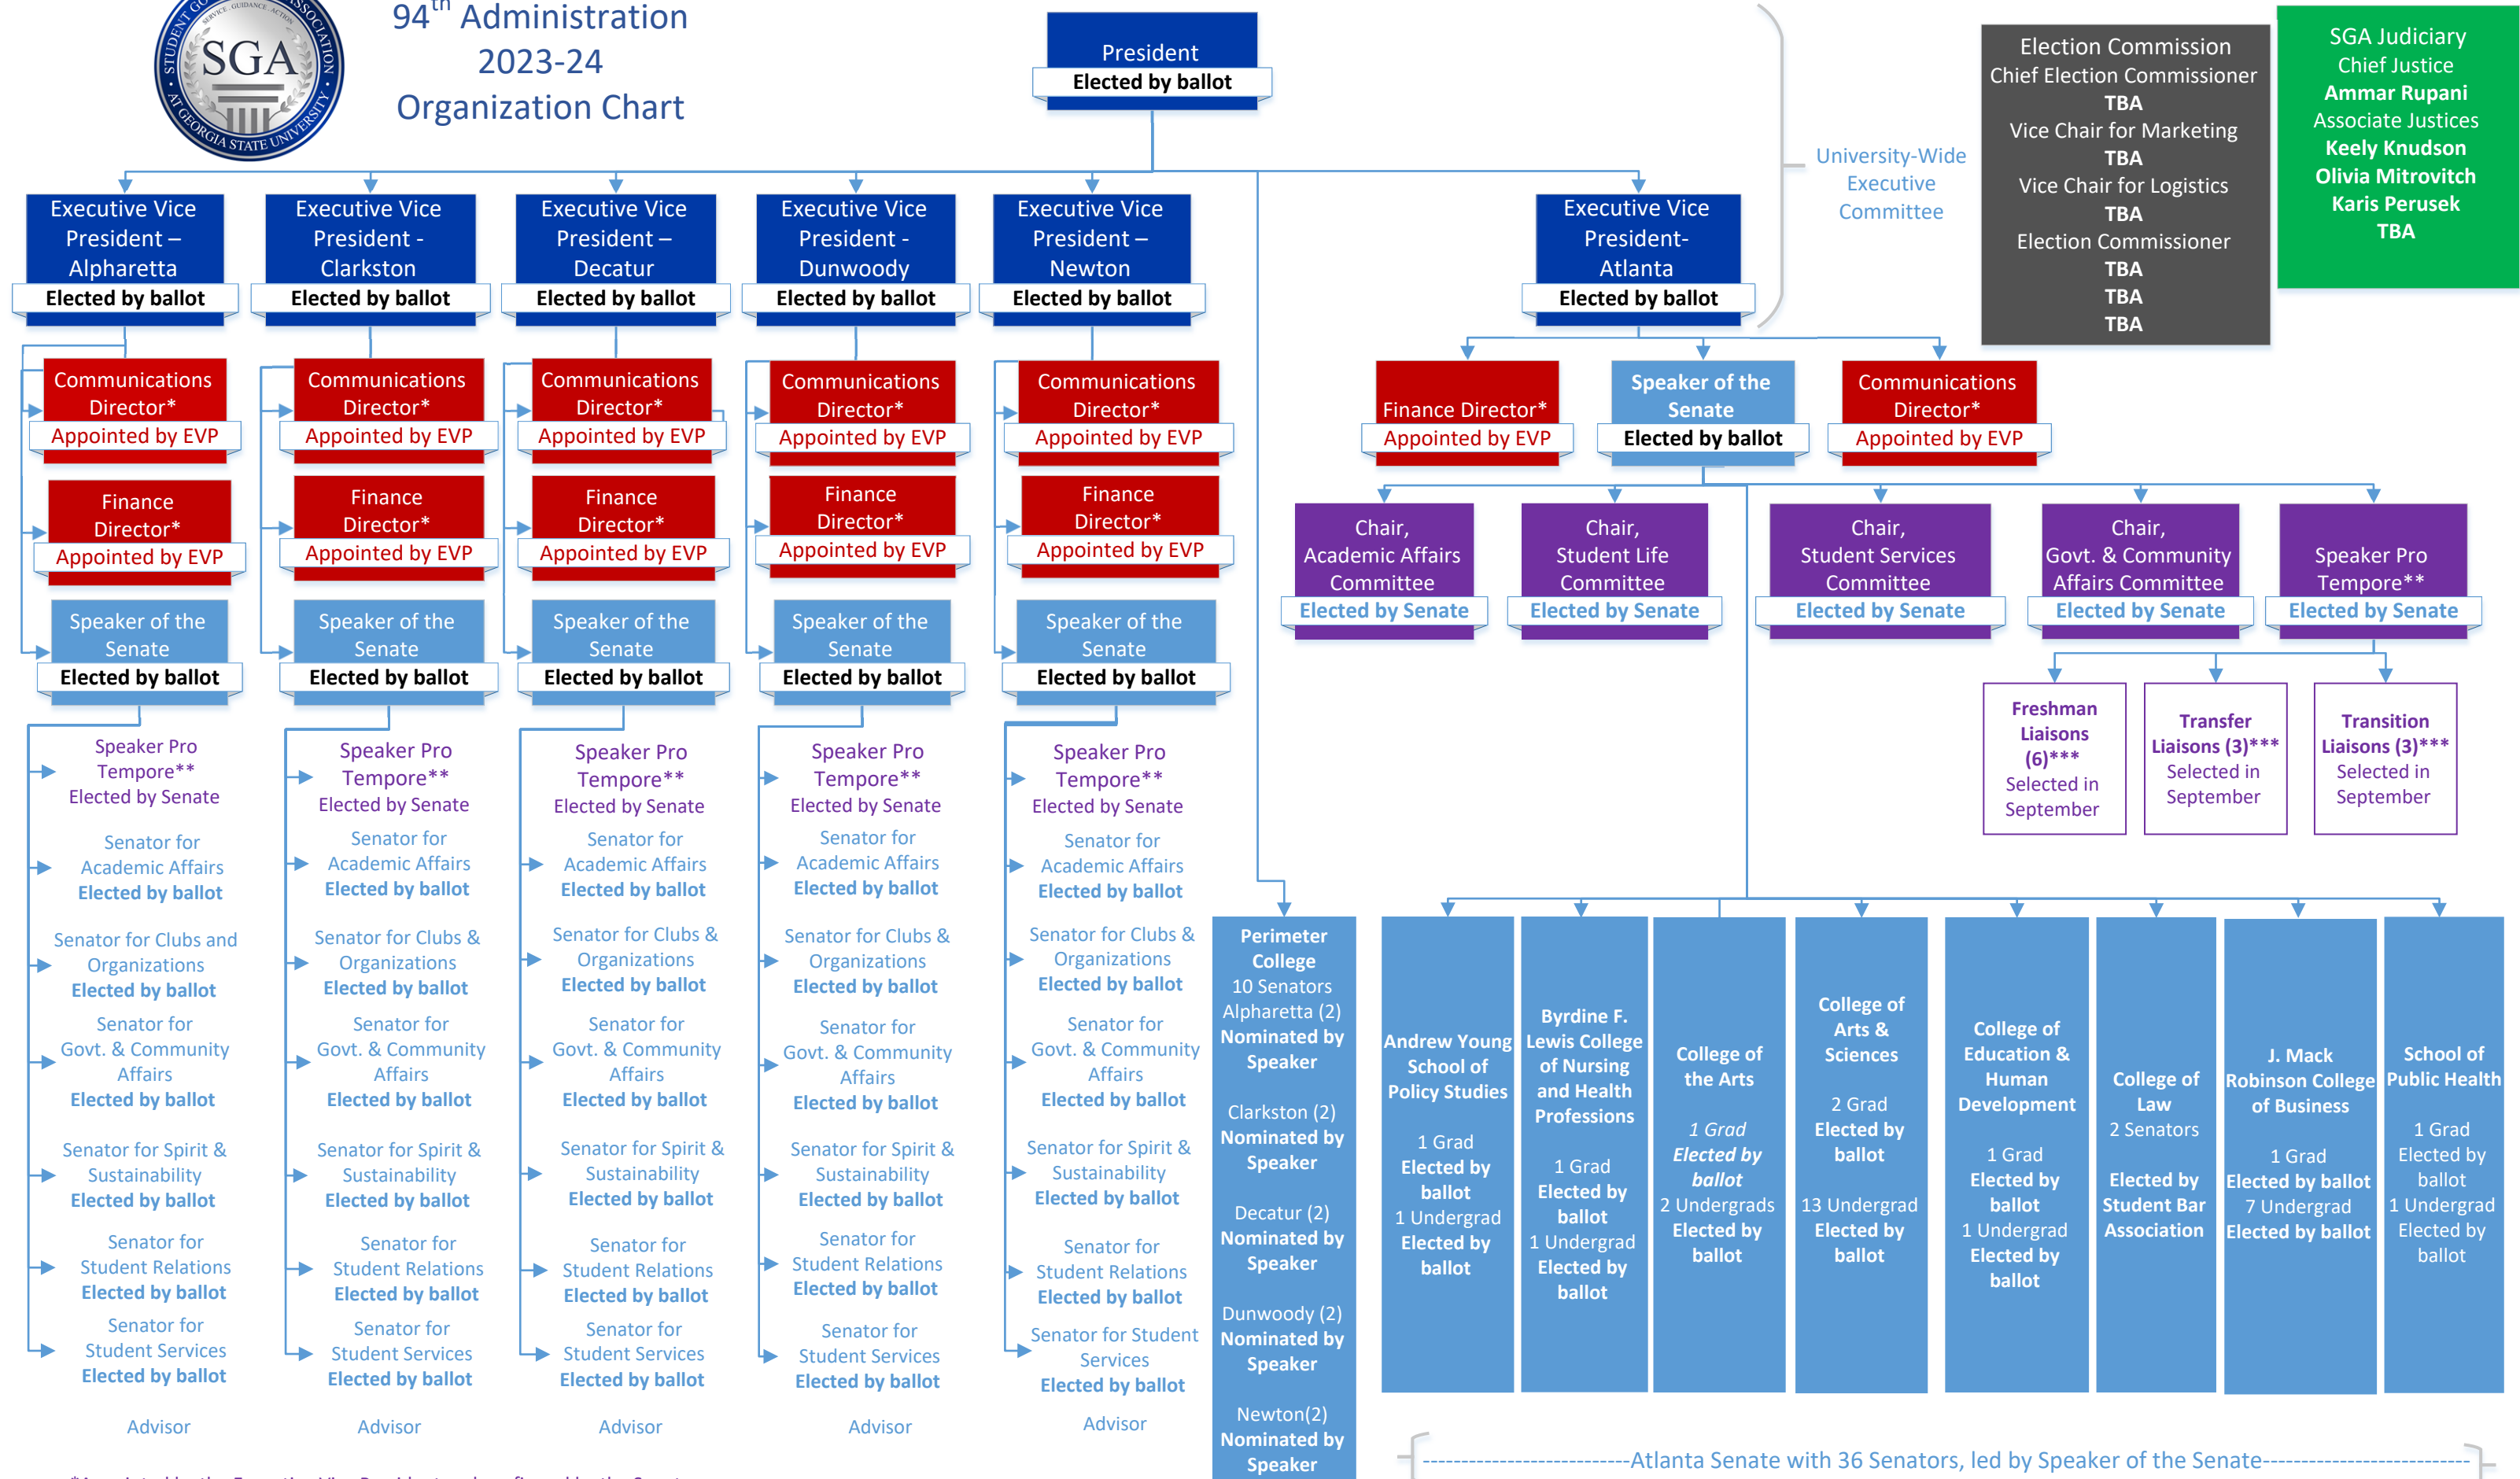 STUDENT GO
SSOCIATION
SERVICE . GUIDANCE . ACTION
SGA
AT GEORGIA STATE UNIVERSITY
94th Administration
2023-24
Organization Chart
President
Elected by ballot
University-Wide
Executive
Committee
Election Commission
Chief Election Commissioner
TBA
Vice Chair for Marketing
TBA
Vice Chair for Logistics
TBA
Election Commissioner
TBA
TBA
TBA
SGA Judiciary
Chief Justice
Ammar Rupani
Associate Justices
Keely Knudson
Olivia Mitrovitch
Karis Perusek
TBA
Executive Vice
President –
Alpharetta
Elected by ballot
Executive Vice
President -
Clarkston
Elected by ballot
Executive Vice
President –
Decatur
Elected by ballot
Executive Vice
President -
Dunwoody
Elected by ballot
Executive Vice
President –
Newton
Elected by ballot
Executive Vice
President-
Atlanta
Elected by ballot
Communications
Director*
Appointed by EVP
Finance
Director*
Appointed by EVP
Speaker of the
Senate
Elected by ballot
Speaker Pro
Tempore**
Elected by Senate
Senator for
Academic Affairs
Elected by ballot
Senator for Clubs and
Organizations
Elected by ballot
Senator for
Govt. & Community
Affairs
Elected by ballot
Senator for Spirit &
Sustainability
Elected by ballot
Senator for
Student Relations
Elected by ballot
Senator for
Student Services
Elected by ballot
Advisor
Communications
Director*
Appointed by EVP
Finance
Director*
Appointed by EVP
Speaker of the
Senate
Elected by ballot
Speaker Pro
Tempore**
Elected by Senate
Senator for
Academic Affairs
Elected by ballot
Senator for Clubs &
Organizations
Elected by ballot
Senator for
Govt. & Community
Affairs
Elected by ballot
Senator for Spirit &
Sustainability
Elected by ballot
Senator for
Student Relations
Elected by ballot
Senator for
Student Services
Elected by ballot
Advisor
Communications
Director*
Appointed by EVP
Finance
Director*
Appointed by EVP
Speaker of the
Senate
Elected by ballot
Speaker Pro
Tempore**
Elected by Senate
Senator for
Academic Affairs
Elected by ballot
Senator for Clubs &
Organizations
Elected by ballot
Senator for
Govt. & Community
Affairs
Elected by ballot
Senator for Spirit &
Sustainability
Elected by ballot
Senator for
Student Relations
Elected by ballot
Senator for
Student Services
Elected by ballot
Advisor
Communications
Director*
Appointed by EVP
Finance
Director*
Appointed by EVP
Speaker of the
Senate
Elected by ballot
Speaker Pro
Tempore**
Elected by Senate
Senator for
Academic Affairs
Elected by ballot
Senator for Clubs &
Organizations
Elected by ballot
Senator for
Govt. & Community
Affairs
Elected by ballot
Senator for Spirit &
Sustainability
Elected by ballot
Senator for
Student Relations
Elected by ballot
Senator for
Student Services
Elected by ballot
Advisor
Communications
Director*
Appointed by EVP
Finance
Director*
Appointed by EVP
Speaker of the
Senate
Elected by ballot
Speaker Pro
Tempore**
Elected by Senate
Senator for
Academic Affairs
Elected by ballot
Senator for Clubs &
Organizations
Elected by ballot
Senator for
Govt. & Community
Affairs
Elected by ballot
Senator for Spirit &
Sustainability
Elected by ballot
Senator for
Student Relations
Elected by ballot
Senator for Student
Services
Elected by ballot
Advisor
Finance Director*
Appointed by EVP
Speaker of the
Senate
Elected by ballot
Communications
Director*
Appointed by EVP
Chair,
Academic Affairs
Committee
Elected by Senate
Chair,
Student Life
Committee
Elected by Senate
Chair,
Student Services
Committee
Elected by Senate
Chair,
Govt. & Community
Affairs Committee
Elected by Senate
Speaker Pro
Tempore**
Elected by Senate
Freshman
Liaisons
(6)***
Selected in
September
Transfer
Liaisons (3)***
Selected in
September
Transition
Liaisons (3)***
Selected in
September
Perimeter
College
10 Senators
Alpharetta (2)
Nominated by
Speaker
Clarkston (2)
Nominated by
Speaker
Decatur (2)
Nominated by
Speaker
Dunwoody (2)
Nominated by
Speaker
Newton(2)
Nominated by
Speaker
Andrew Young
School of
Policy Studies
1 Grad
Elected by
ballot
1 Undergrad
Elected by
ballot
Byrdine F.
Lewis College
of Nursing
and Health
Professions
1 Grad
Elected by
ballot
1 Undergrad
Elected by
ballot
College of
the Arts
1 Grad
Elected by
ballot
2 Undergrads
Elected by
ballot
College of
Arts &
Sciences
2 Grad
Elected by
ballot
13 Undergrad
Elected by
ballot
College of
Education &
Human
Development
1 Grad
Elected by
ballot
1 Undergrad
Elected by
ballot
College of
Law
2 Senators
Elected by
Student Bar
Association
J. Mack
Robinson College
of Business
1 Grad
Elected by ballot
7 Undergrad
Elected by ballot
School of
Public Health
1 Grad
Elected by
ballot
1 Undergrad
Elected by
ballot
---------------------------Atlanta Senate with 36 Senators, led by Speaker of the Senate---------------------------